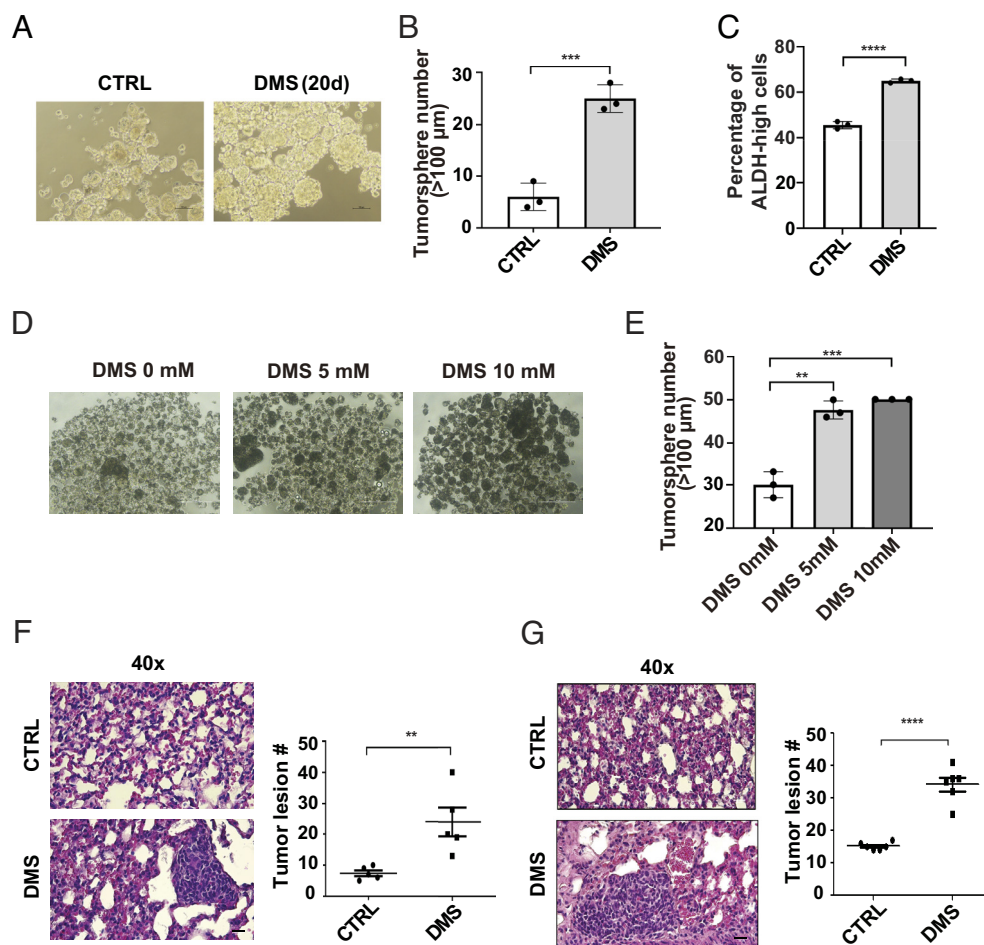 A
CTRL
DMS (20d)
B
Tumorsphere number
(>100 µm)
30
20
10
0
***
CTRL
DMS
C
Percentage of
ALDH-high cells
80
60
40
20
0
****
CTRL
DMS
D
DMS 0 mM
DMS 5 mM
DMS 10 mM
E
Tumorsphere number
(>100 µm)
60
50
40
30
20
***
**
DMS 0mM
DMS 5mM
DMS 10mM
F
40x
CTRL
DMS
Tumor lesion #
50
40
30
20
10
0
**
CTRL
DMS
G
40x
CTRL
DMS
Tumor lesion #
50
40
30
20
10
0
****
CTRL
DMS